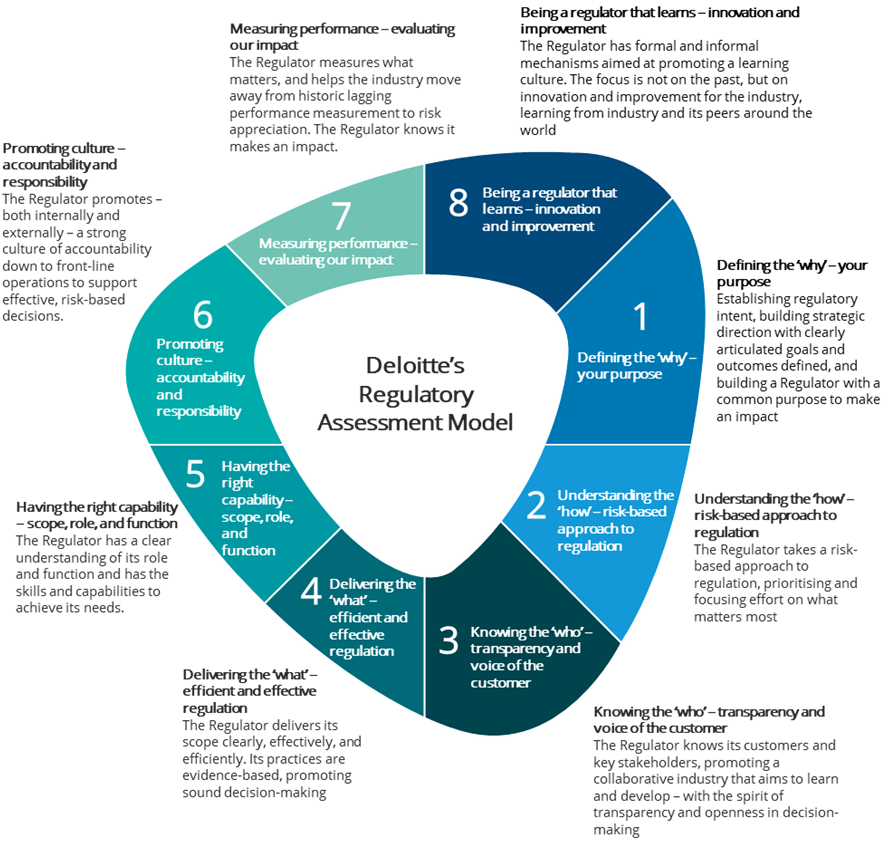 Being a regulator that learns – innovation and
improvement
The Regulator has formal and informal
mechanisms aimed at promoting a learning
culture. The focus is not on the past, but on
innovation and improvement for the industry,
learning from industry and its peers around the
world
Measuring performance – evaluating
our impact
The Regulator measures what
matters, and helps the industry move
away from historic lagging
performance measurement to risk
appreciation. The Regulator knows it
makes an impact.
Promoting culture –
accountability and
responsibility
The Regulator promotes –
both internally and
externally – a strong
culture of accountability
down to front-line
operations to support
effective, risk-based
decisions.
7
Measuring performance –
evaluating our impact
8
Being a regulator that
learns – innovation
and improvement
6
Promoting
culture –
accountability
and
responsibility
1
Defining the ‘why’ –
your purpose
Defining the ‘why’ – your
purpose
Establishing regulatory
intent, building strategic
direction with clearly
articulated goals and
outcomes defined, and
building a Regulator with a
common purpose to make
an impact
Deloitte’s
Regulatory
Assessment Model
5
Having the
right
capability –
scope, role,
and
function
2
Understanding the
‘how’ – risk-based
approach to
regulation
Having the right capability
– scope, role, and function
The Regulator has a clear
understanding of its role
and function and has the
skills and capabilities to
achieve its needs.
Understanding the ‘how’ –
risk-based approach to
regulation
The Regulator takes a risk-
based approach to
regulation, prioritising and
focusing effort on what
matters most
4
Delivering the
‘what’ –
efficient and
effective
regulation
3
Knowing the ‘who’ –
transparency and
voice of the
customer
Delivering the ‘what’ –
efficient and effective
regulation
The Regulator delivers its
scope clearly, effectively, and
efficiently. Its practices are
evidence-based, promoting
sound decision-making
Knowing the ‘who’ – transparency and
voice of the customer
The Regulator knows its customers and
key stakeholders, promoting a
collaborative industry that aims to learn
and develop – with the spirit of
transparency and openness in decision-
making